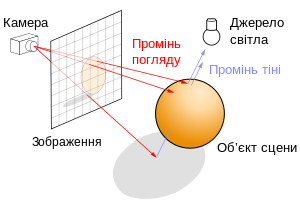 Камера
Джерело
світла
Промінь
погляду
Промінь тіні
Зображення
Об'єкт сцени